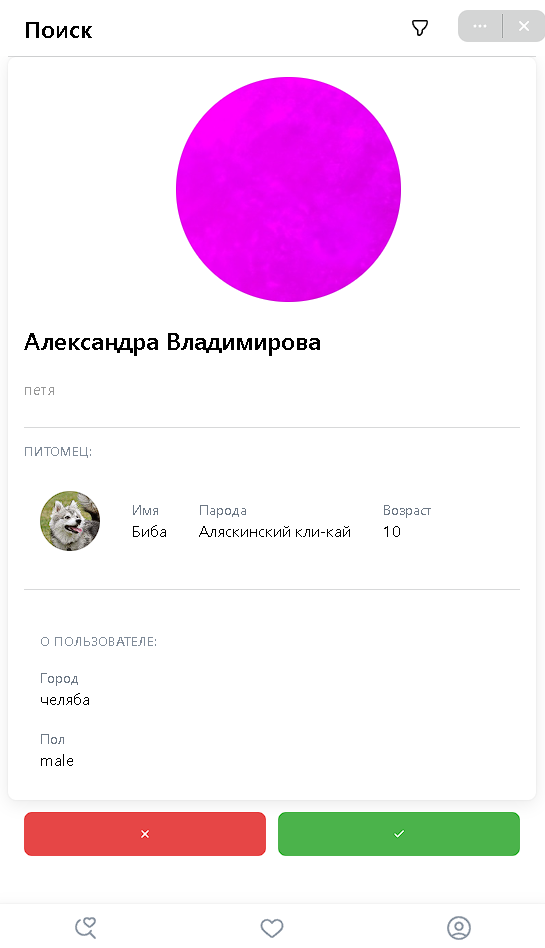 Поиск
Александра Владимирова
петя
ПИТОМЕЦ:
Имя Парода Возраст
Биба Аляскинский кли-кай 10
О ПОЛЬЗОВАТЕЛЕ:
Город
челяба
Пол
male